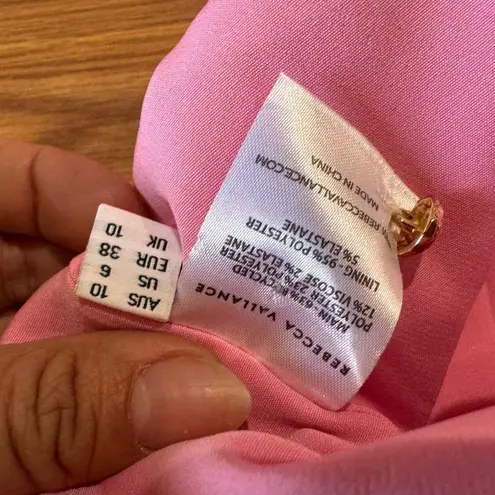 REBECCA VALLANCE
MAIN-63% RECYCLED
POLYESTER 23% POLYESTER
12% VISCOSE 2% ELASTANE
LINING-95% POLYESTER
5% ELASTANE
REBECCAVALLANCE.COM
MADE IN CHINA
AUS 10
US 6
EUR 38
UK 10